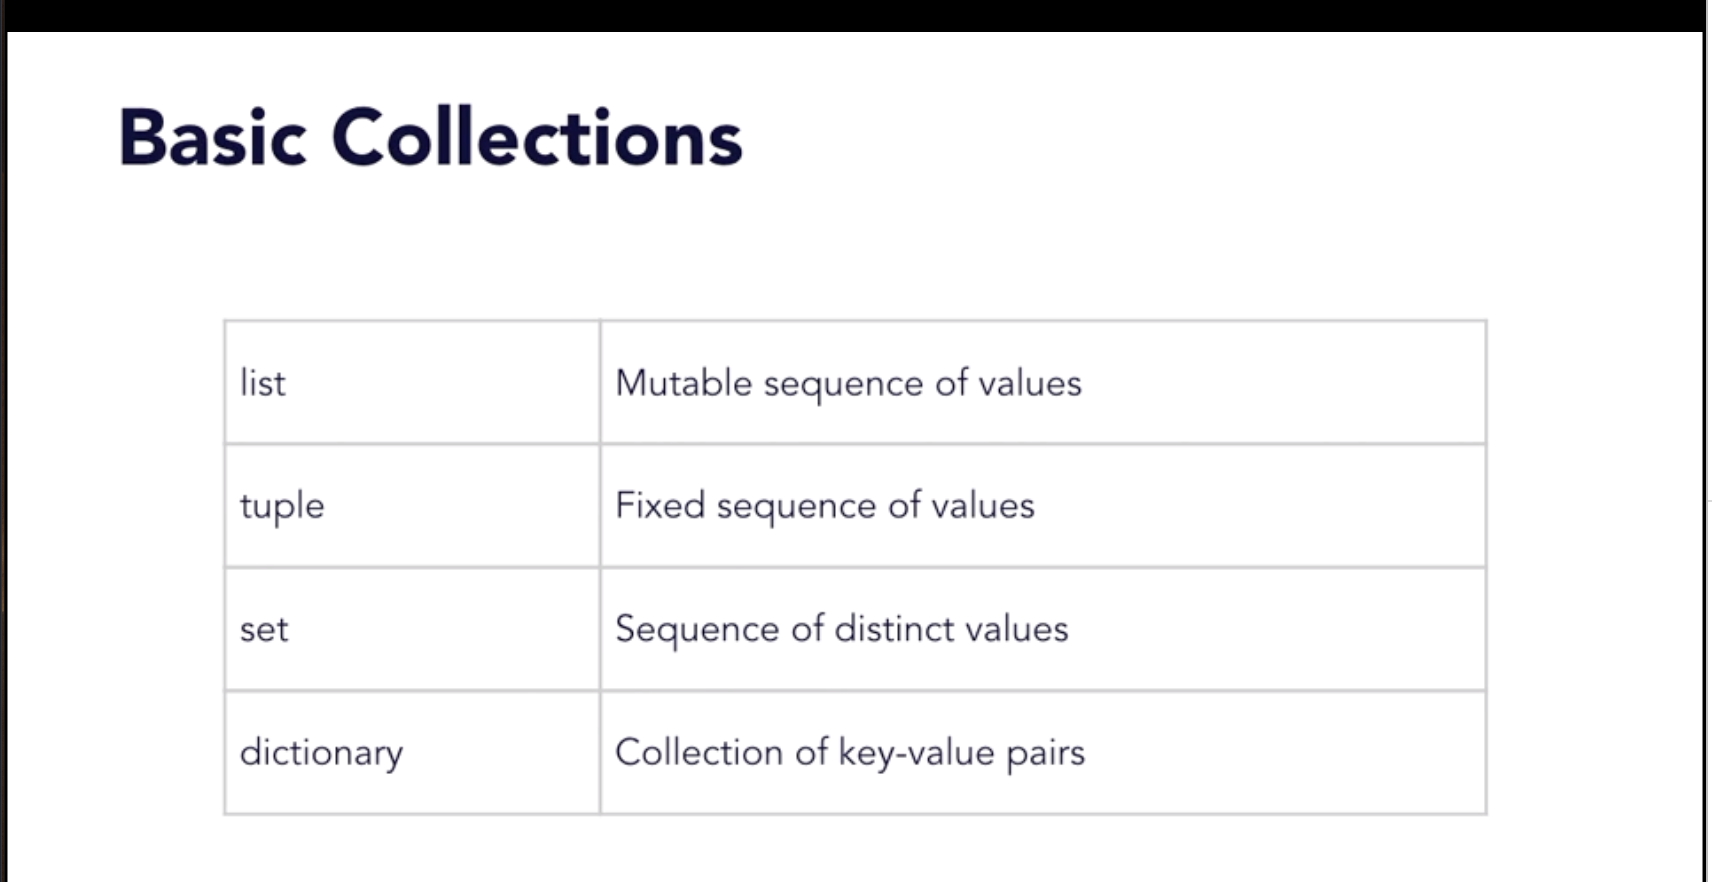 Basic Collections
list
Mutable sequence of values
tuple
Fixed sequence of values
set
Sequence of distinct values
dictionary
Collection of key-value pairs